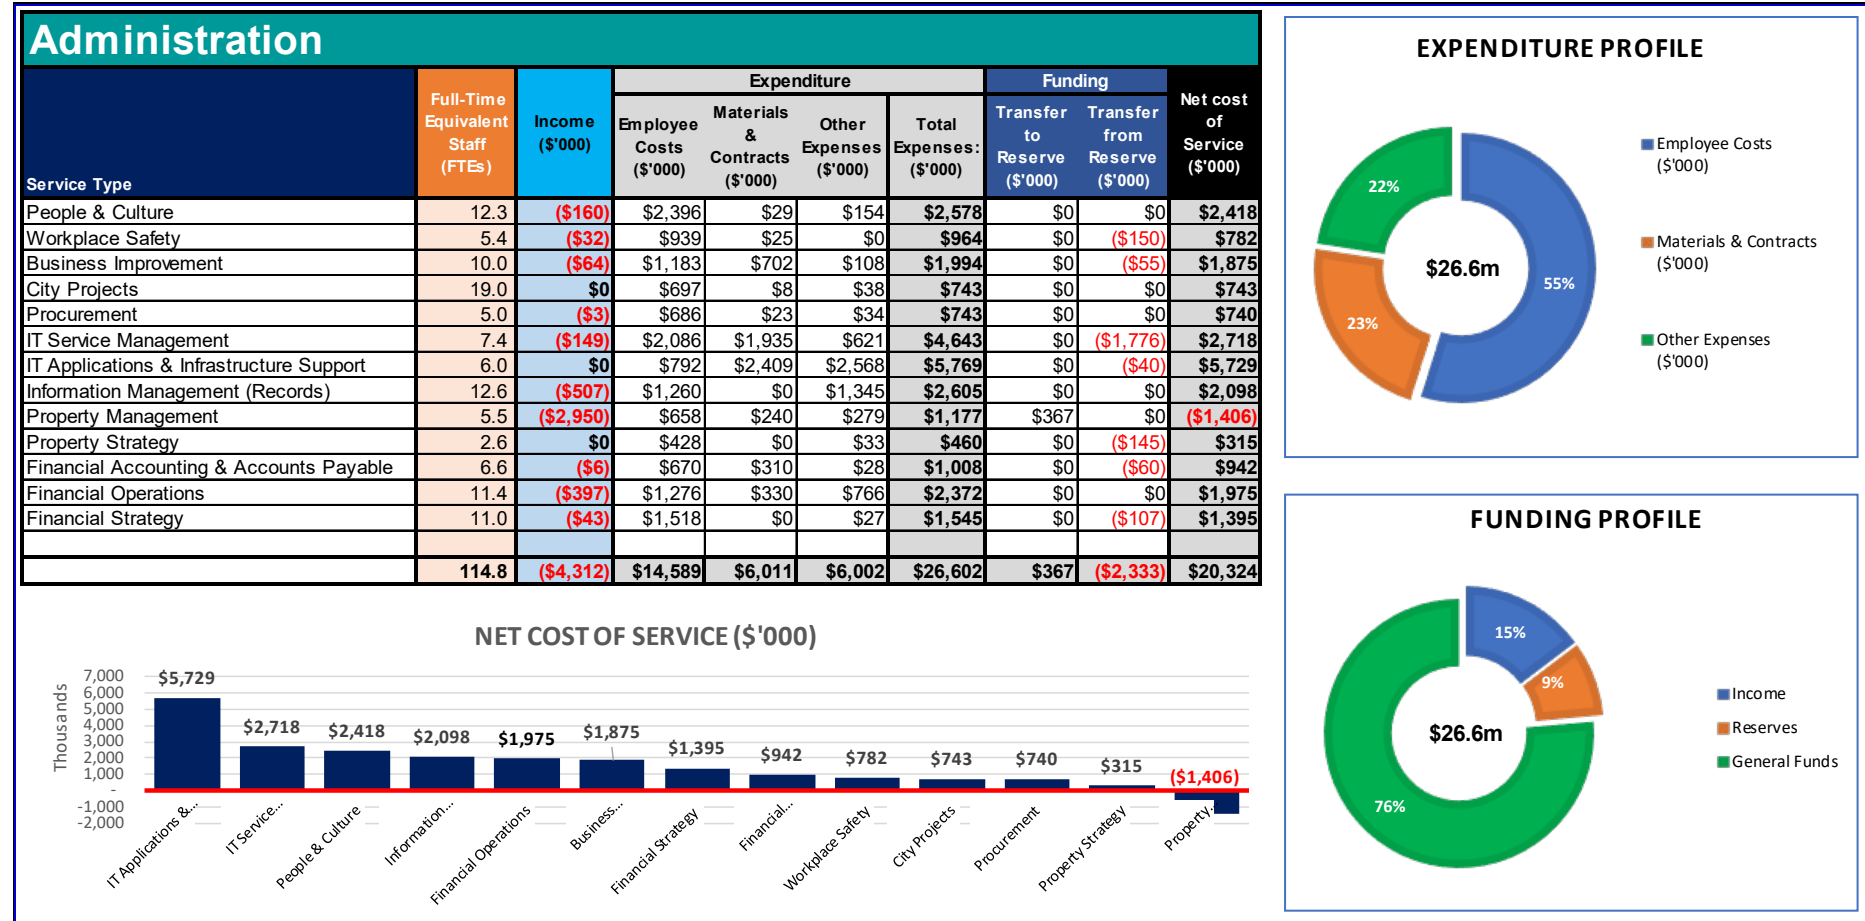 Administration
Service Type
Full-Time
Equivalent
Staff
(FTEs)
Income
($'000)
Expenditure
Employee
Costs
($'000)
Materials
&
Contracts
($'000)
Other
Expenses
($'000)
Total
Expenses:
($'000)
Funding
Transfer
to
Reserve
($'000)
Transfer
from
Reserve
($'000)
Net cost
of
Service
($'000)
People & Culture 12.3 ($160) $2,396 $29 $154 $2,578 $0 $0 $2,418
Workplace Safety 5.4 ($32) $939 $25 $0 $964 $0 ($150) $782
Business Improvement 10.0 ($64) $1,183 $702 $108 $1,994 $0 ($55) $1,875
City Projects 19.0 $0 $697 $8 $38 $743 $0 $0 $743
Procurement 5.0 ($3) $686 $23 $34 $743 $0 $0 $740
IT Service Management 7.4 ($149) $2,086 $1,935 $621 $4,643 $0 ($1,776) $2,718
IT Applications & Infrastructure Support 6.0 $0 $792 $2,409 $2,568 $5,769 $0 ($40) $5,729
Information Management (Records) 12.6 ($507) $1,260 $0 $1,345 $2,605 $0 $0 $2,098
Property Management 5.5 ($2,950) $658 $240 $279 $1,177 $367 $0 ($1,406)
Property Strategy 2.6 $0 $428 $0 $33 $460 $0 ($145) $315
Financial Accounting & Accounts Payable 6.6 ($6) $670 $310 $28 $1,008 $0 ($60) $942
Financial Operations 11.4 ($397) $1,276 $330 $766 $2,372 $0 $0 $1,975
Financial Strategy 11.0 ($43) $1,518 $0 $27 $1,545 $0 ($107) $1,395
114.8 ($4,312) $14,589 $6,011 $6,002 $26,602 $367 ($2,333) $20,324
NET COST OF SERVICE ($'000)
Thousands
7,000
6,000
5,000
4,000
3,000
2,000
1,000
-
-1,000
-2,000
$5,729
$2,718
$2,418
$2,098
$1,975
$1,875
$1,395
$942
$782
$743
$740
$315
($1,406)
IT Applications &...
IT Service...
People & Culture
Information...
Financial Operations
Business...
Financial Strategy
Financial...
Workplace Safety
City Projects
Procurement
Property Strategy
Property...
EXPENDITURE PROFILE
22%
23%
55%
$26.6m
Employee Costs
($'000)
Materials & Contracts
($'000)
Other Expenses
($'000)
FUNDING PROFILE
15%
9%
76%
$26.6m
Income
Reserves
General Funds